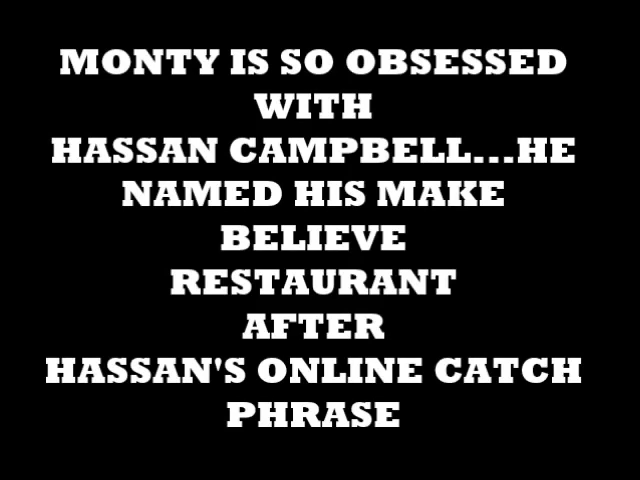 MONTY IS SO OBSESSED
WITH
HASSAN CAMPBELL...HE
NAMED HIS MAKE
BELIEVE
RESTAURANT
AFTER
HASSAN'S ONLINE CATCH
PHRASE